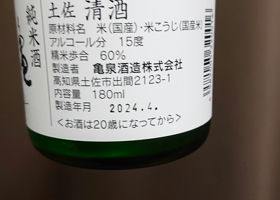 土佐 清酒
原材料名 米(国産)・米こうじ(国産米)
アルコール分 15度
精米歩合 60%
製造者 亀泉酒造株式会社
高知県土佐市出間2123-1
内容量 180ml
製造年月 2024.4.
<お酒は20歳になってから>
純米酒